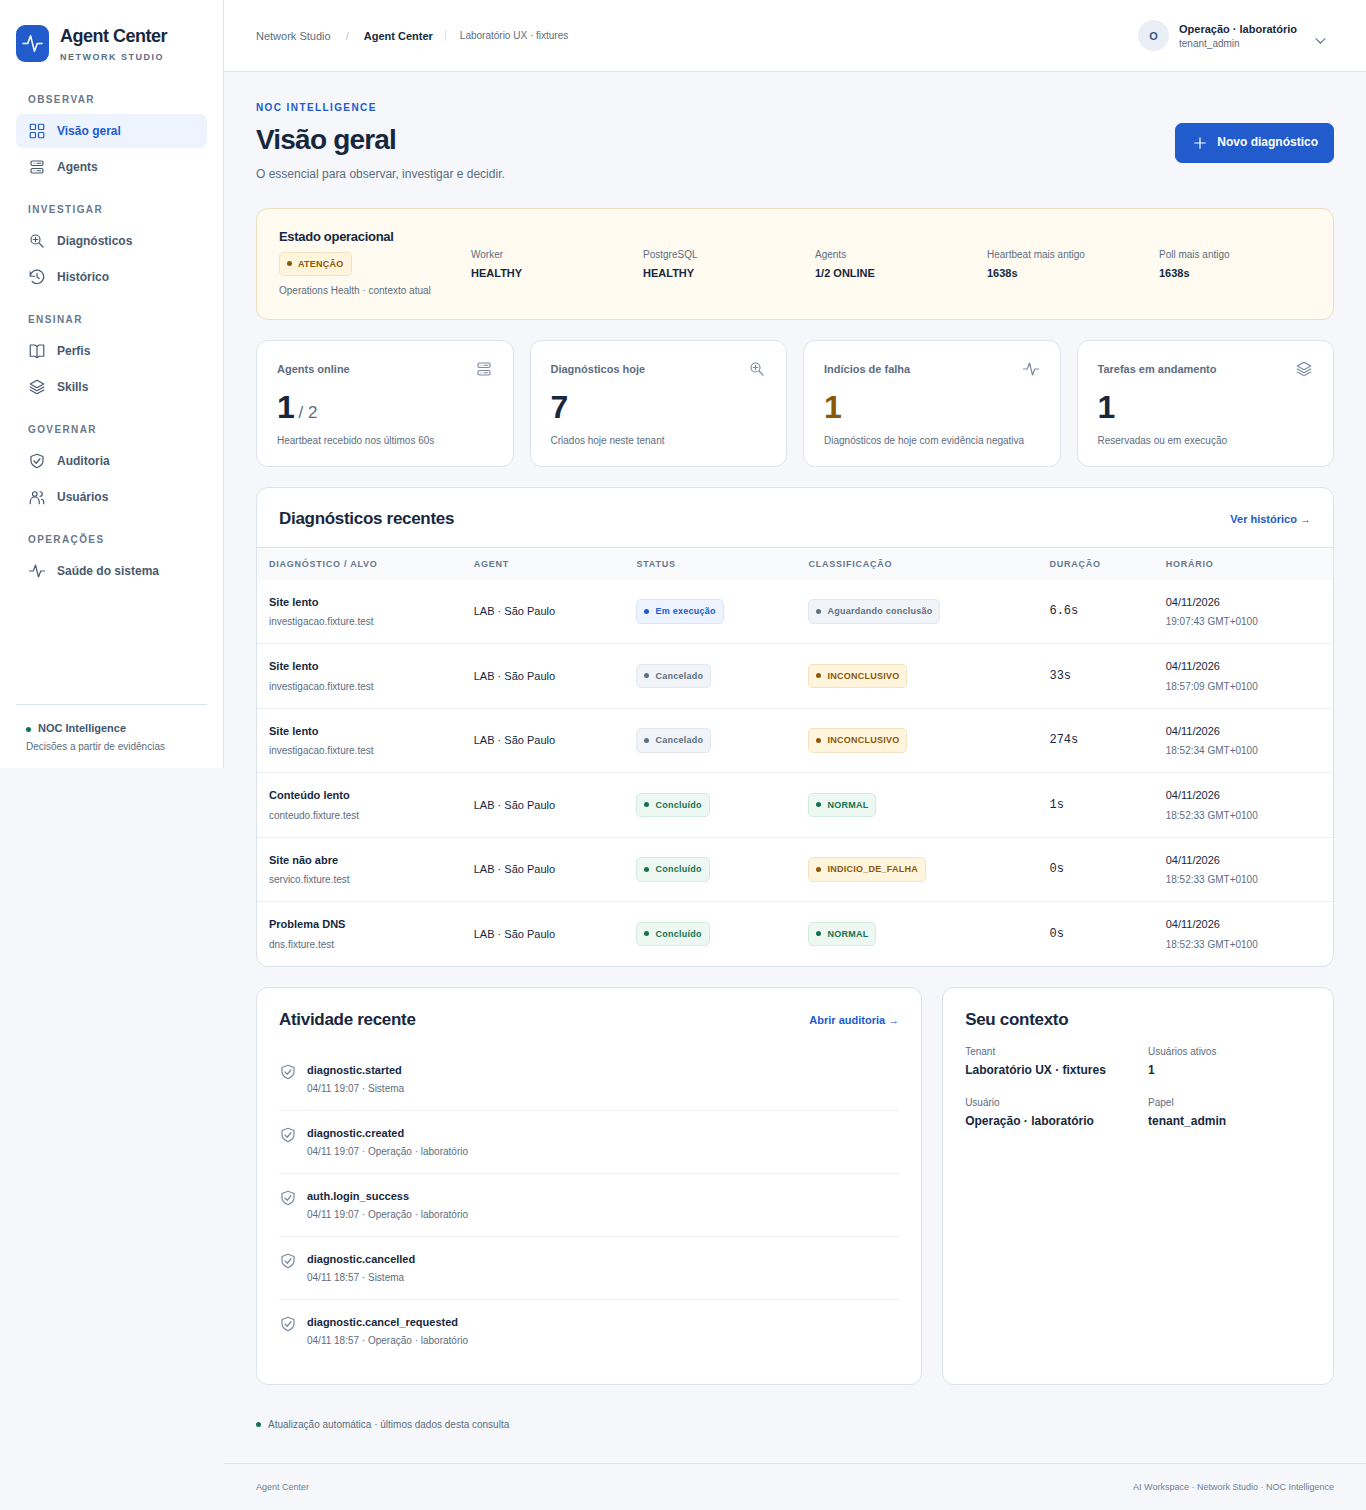 Agent Center
NETWORK STUDIO
OBSERVAR
Visão geral
Agents
INVESTIGAR
Diagnósticos
Histórico
ENSINAR
Perfis
Skills
GOVERNAR
Auditoria
Usuários
OPERAÇÕES
Saúde do sistema
NOC Intelligence
Decisões a partir de evidências
Network Studio / Agent Center Laboratório UX · fixtures
O
Operação · laboratório
tenant_admin
NOC INTELLIGENCE
Visão geral
O essencial para observar, investigar e decidir.
Novo diagnóstico
Estado operacional
ATENÇÃO
Operations Health · contexto atual
Worker
HEALTHY
PostgreSQL
HEALTHY
Agents
1/2 ONLINE
Heartbeat mais antigo
1638s
Poll mais antigo
1638s
Agents online
1 / 2
Heartbeat recebido nos últimos 60s
Diagnósticos hoje
7
Criados hoje neste tenant
Indícios de falha
1
Diagnósticos de hoje com evidência negativa
Tarefas em andamento
1
Reservadas ou em execução
Diagnósticos recentes
Ver histórico →
DIAGNÓSTICO / ALVO AGENT STATUS CLASSIFICAÇÃO DURAÇÃO HORÁRIO
Site lento LAB · São Paulo Em execução Aguardando conclusão 6.6s 04/11/2026
investigacao.fixture.test 19:07:43 GMT+0100
Site lento LAB · São Paulo Cancelado INCONCLUSIVO 33s 04/11/2026
investigacao.fixture.test 18:57:09 GMT+0100
Site lento LAB · São Paulo Cancelado INCONCLUSIVO 274s 04/11/2026
investigacao.fixture.test 18:52:34 GMT+0100
Conteúdo lento LAB · São Paulo Concluído NORMAL 1s 04/11/2026
conteudo.fixture.test 18:52:33 GMT+0100
Site não abre LAB · São Paulo Concluído INDICIO_DE_FALHA 0s 04/11/2026
servico.fixture.test 18:52:33 GMT+0100
Problema DNS LAB · São Paulo Concluído NORMAL 0s 04/11/2026
dns.fixture.test 18:52:33 GMT+0100
Atividade recente
Abrir auditoria →
diagnostic.started
04/11 19:07 · Sistema
diagnostic.created
04/11 19:07 · Operação · laboratório
auth.login_success
04/11 19:07 · Operação · laboratório
diagnostic.cancelled
04/11 18:57 · Sistema
diagnostic.cancel_requested
04/11 18:57 · Operação · laboratório
Seu contexto
Tenant
Laboratório UX · fixtures
Usuários ativos
1
Usuário
Operação · laboratório
Papel
tenant_admin
Atualização automática · últimos dados desta consulta
Agent Center
AI Workspace · Network Studio · NOC Intelligence